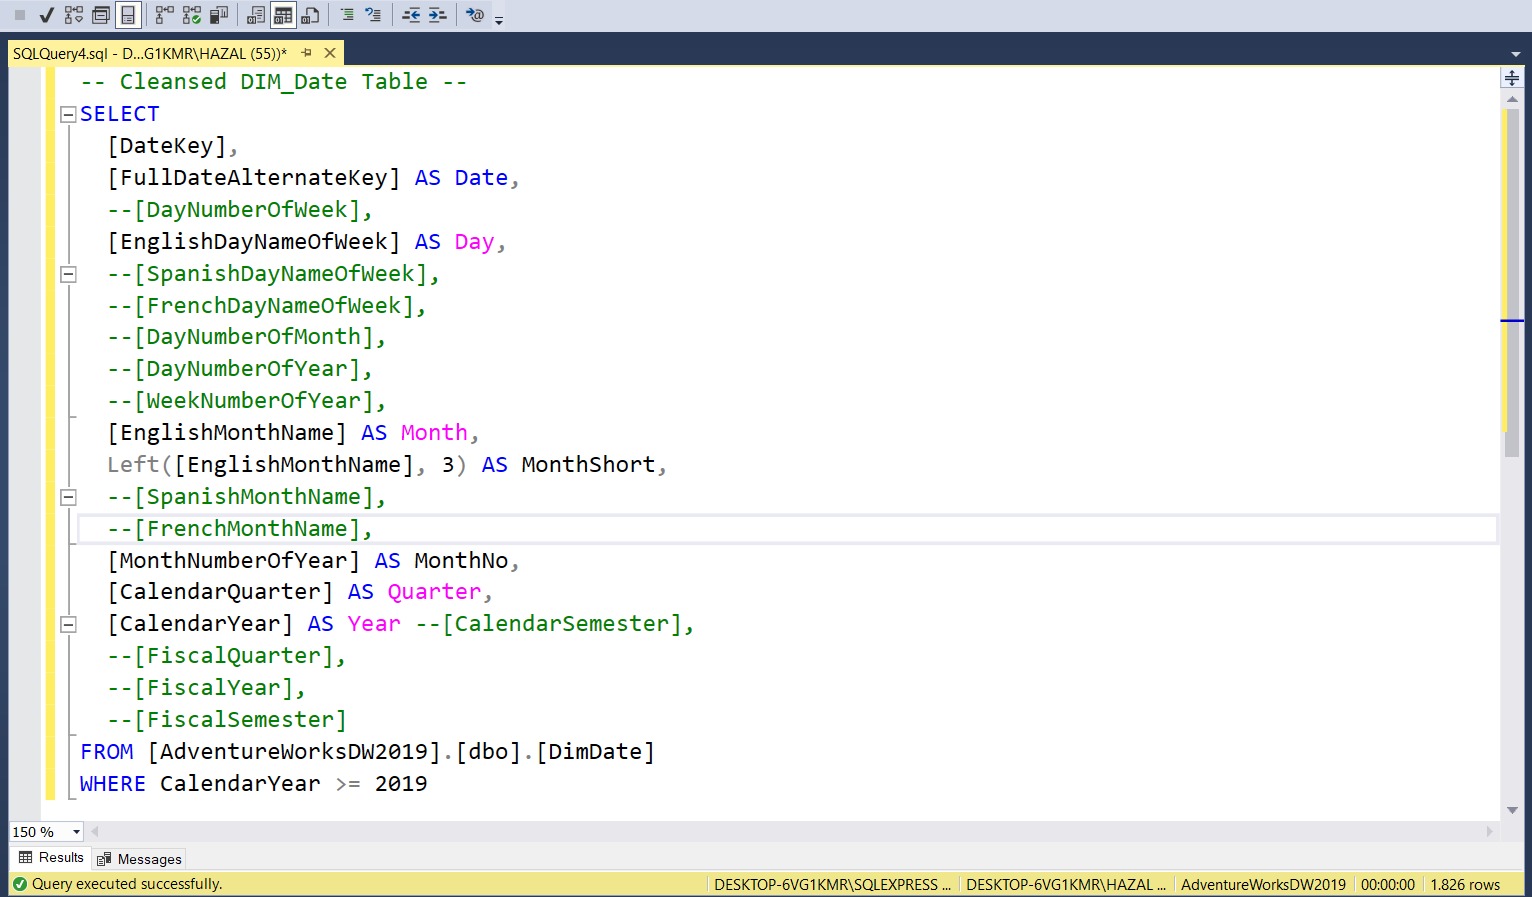 SQLQuery4.sql - D...G1KMR\HAZAL (55))*
-- Cleansed DIM_Date Table --
SELECT
[DateKey],
[FullDateAlternateKey] AS Date,
--[DayNumberOfWeek],
[EnglishDayNameOfWeek] AS Day,
--[SpanishDayNameOfWeek],
--[FrenchDayNameOfWeek],
--[DayNumberOfMonth],
--[DayNumberOfYear],
--[WeekNumberOfYear],
[EnglishMonthName] AS Month,
Left([EnglishMonthName], 3) AS MonthShort,
--[SpanishMonthName],
--[FrenchMonthName],
[MonthNumberOfYear] AS MonthNo,
[CalendarQuarter] AS Quarter,
[CalendarYear] AS Year --[CalendarSemester],
--[FiscalQuarter],
--[FiscalYear],
--[FiscalSemester]
FROM [AdventureWorksDW2019].[dbo].[DimDate]
WHERE CalendarYear >= 2019
150 %
Results Messages
Query executed successfully. DESKTOP-6VG1KMR\SQLEXPRESS ... DESKTOP-6VG1KMR\HAZAL ... AdventureWorksDW2019 00:00:00 1.826 rows